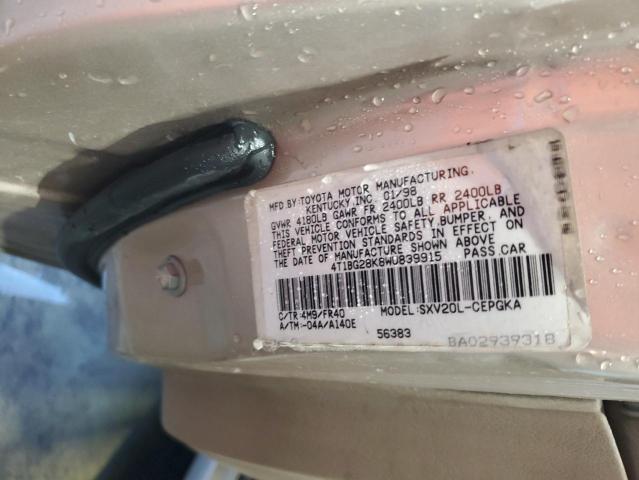 MFD.BY:TOYOTA MOTOR MANUFACTURING,
KENTUCKY,INC. 01/98
GVWR 4180LB GAWR FR 2400LB RR 2400LB
THIS VEHICLE CONFORMS TO ALL APPLICABLE
FEDERAL MOTOR VEHICLE SAFETY,BUMPER, AND
THEFT PREVENTION STANDARDS IN EFFECT ON
THE DATE OF MANUFACTURE SHOWN ABOVE
4T1BG28K8WU839915 PASS.CAR
C/TR:4M9/FR40 MODEL:SXV20L-CEPGKA
A/TM:-04A/A140E
56383
BA0293931B